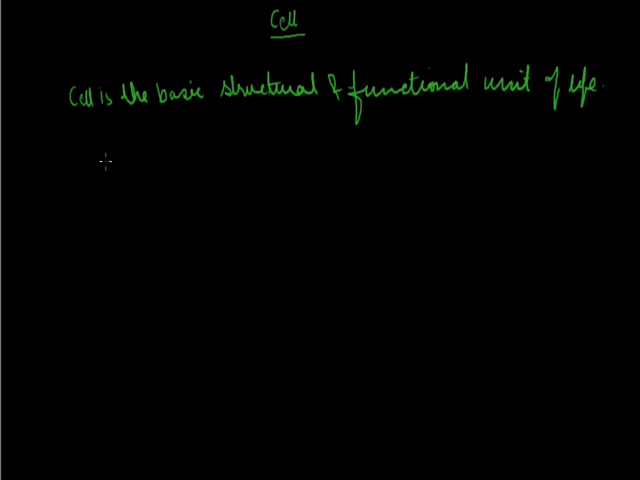 Cell
Cell is the basic structural & functional unit of life.